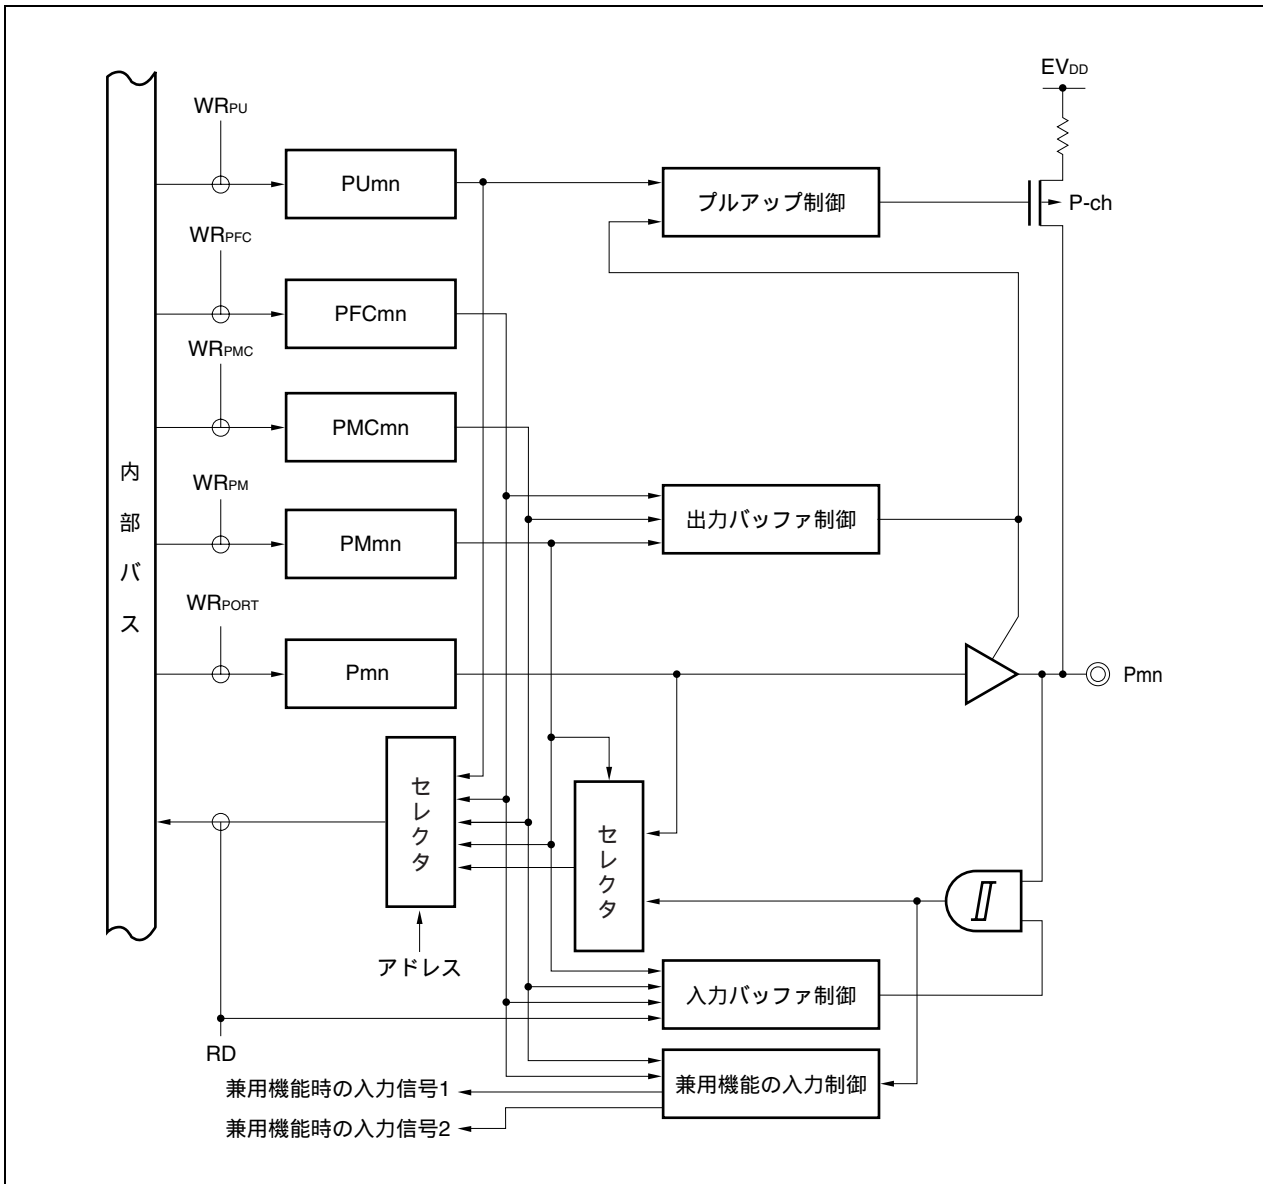 EVDD
WRPU
PUmn
プルアップ制御
P-ch
WRPFC
PFCmn
WRPMC
PMCmn
内部バス
WRPM
PMmn
出力バッファ制御
WRPORT
Pmn
Pmn
セレクタ
セレクタ
アドレス
入力バッファ制御
RD
兼用機能の入力制御
兼用機能時の入力信号1
兼用機能時の入力信号2